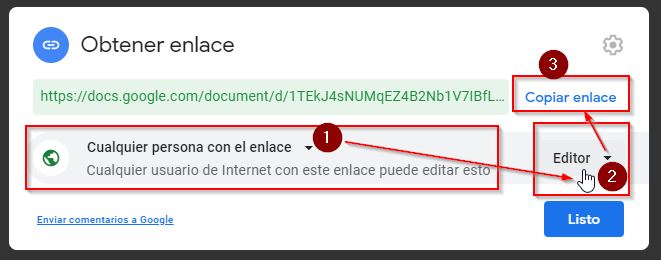 Obtener enlace
3
https://docs.google.com/document/d/1TEkJ4sNUMqEZ4B2Nb1V7IBfL... Copiar enlace
Cualquier persona con el enlace 1
Cualquier usuario de Internet con este enlace puede editar esto
Editor
2
Enviar comentarios a Google
Listo